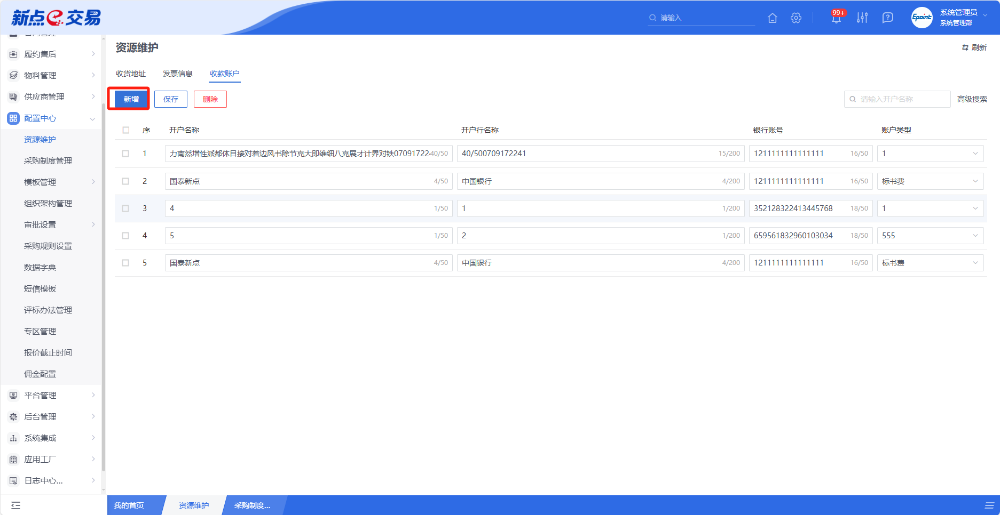 新点e交易
请输入
99+
Epoint
系统管理员
系统管理部
合同管理
履约售后
物料管理
供应商管理
配置中心
资源维护
采购制度管理
模板管理
组织架构管理
审批设置
采购规则设置
数据字典
短信模板
评标办法管理
专区管理
报价截止时间
佣金配置
平台管理
后台管理
系统集成
应用工厂
日志中心...
资源维护
刷新
收货地址 发票信息 收款账户
新增 保存 删除
请输入开户名称 高级搜索
序 开户名称 开户行名称 银行账号 账户类型
1 力南然增性派都体目接对着边风书除节克大即维细八克展才计界对铁070917224 40/50 40/500709172241 15/200 1211111111111111 16/50 1
2 国泰新点 4/50 中国银行 4/200 1211111111111111 16/50 标书费
3 4 1/50 1 1/200 352128322413445768 18/50 1
4 5 1/50 2 1/200 659561832960103034 18/50 555
5 国泰新点 4/50 中国银行 4/200 1211111111111111 16/50 标书费
我的首页 资源维护 采购制度...